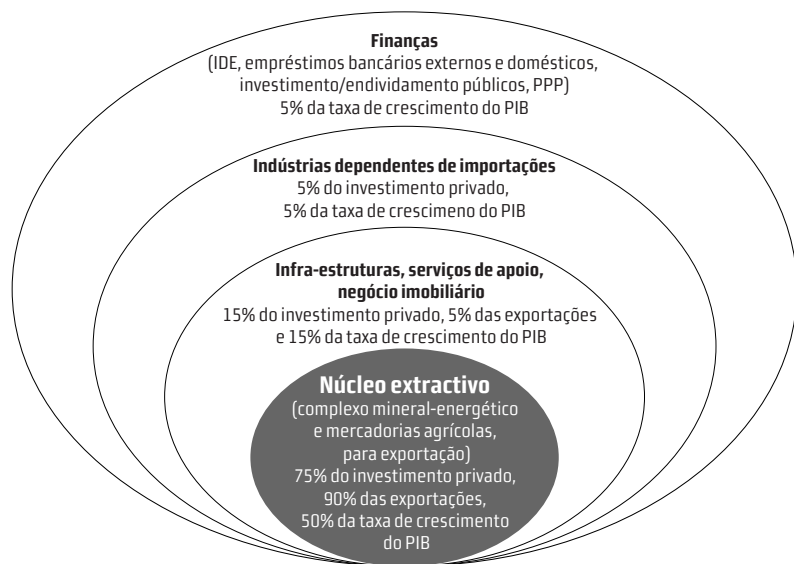 Finanças
(IDE, empréstimos bancários externos e domésticos,
investimento/endividamento públicos, PPP)
5% da taxa de crescimento do PIB
Indústrias dependentes de importações
5% do investimento privado,
5% da taxa de crescimeno do PIB
Infra-estruturas, serviços de apoio,
negócio imobiliário
15% do investimento privado, 5% das exportações
e 15% da taxa de crescimento do PIB
Núcleo extractivo
(complexo mineral-energético
e mercadorias agrícolas,
para exportação)
75% do investimento privado,
90% das exportações,
50% da taxa de crescimento
do PIB